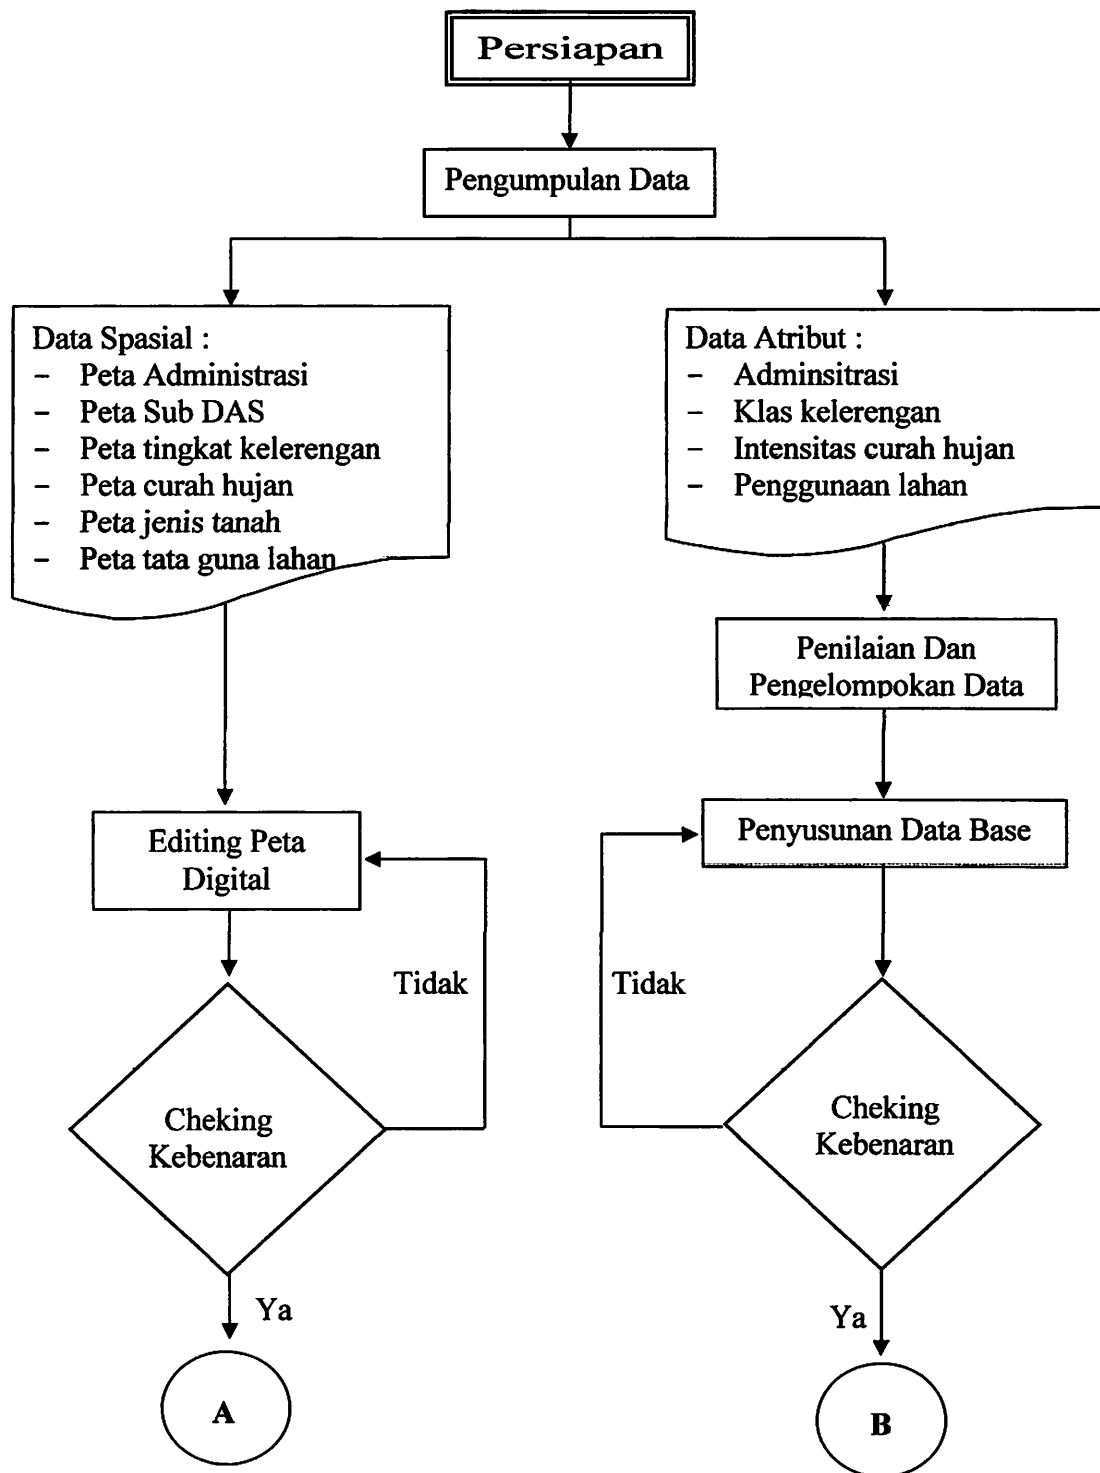 Persiapan
Pengumpulan Data
Data Spasial :
– Peta Administrasi
– Peta Sub DAS
– Peta tingkat kelerengan
– Peta curah hujan
– Peta jenis tanah
– Peta tata guna lahan
Data Atribut :
– Adminsitrasi
– Klas kelerengan
– Intensitas curah hujan
– Penggunaan lahan
Penilaian Dan
Pengelompokan Data
Editing Peta
Digital
Penyusunan Data Base
Tidak
Tidak
Cheking
Kebenaran
Cheking
Kebenaran
Ya
Ya
A
B